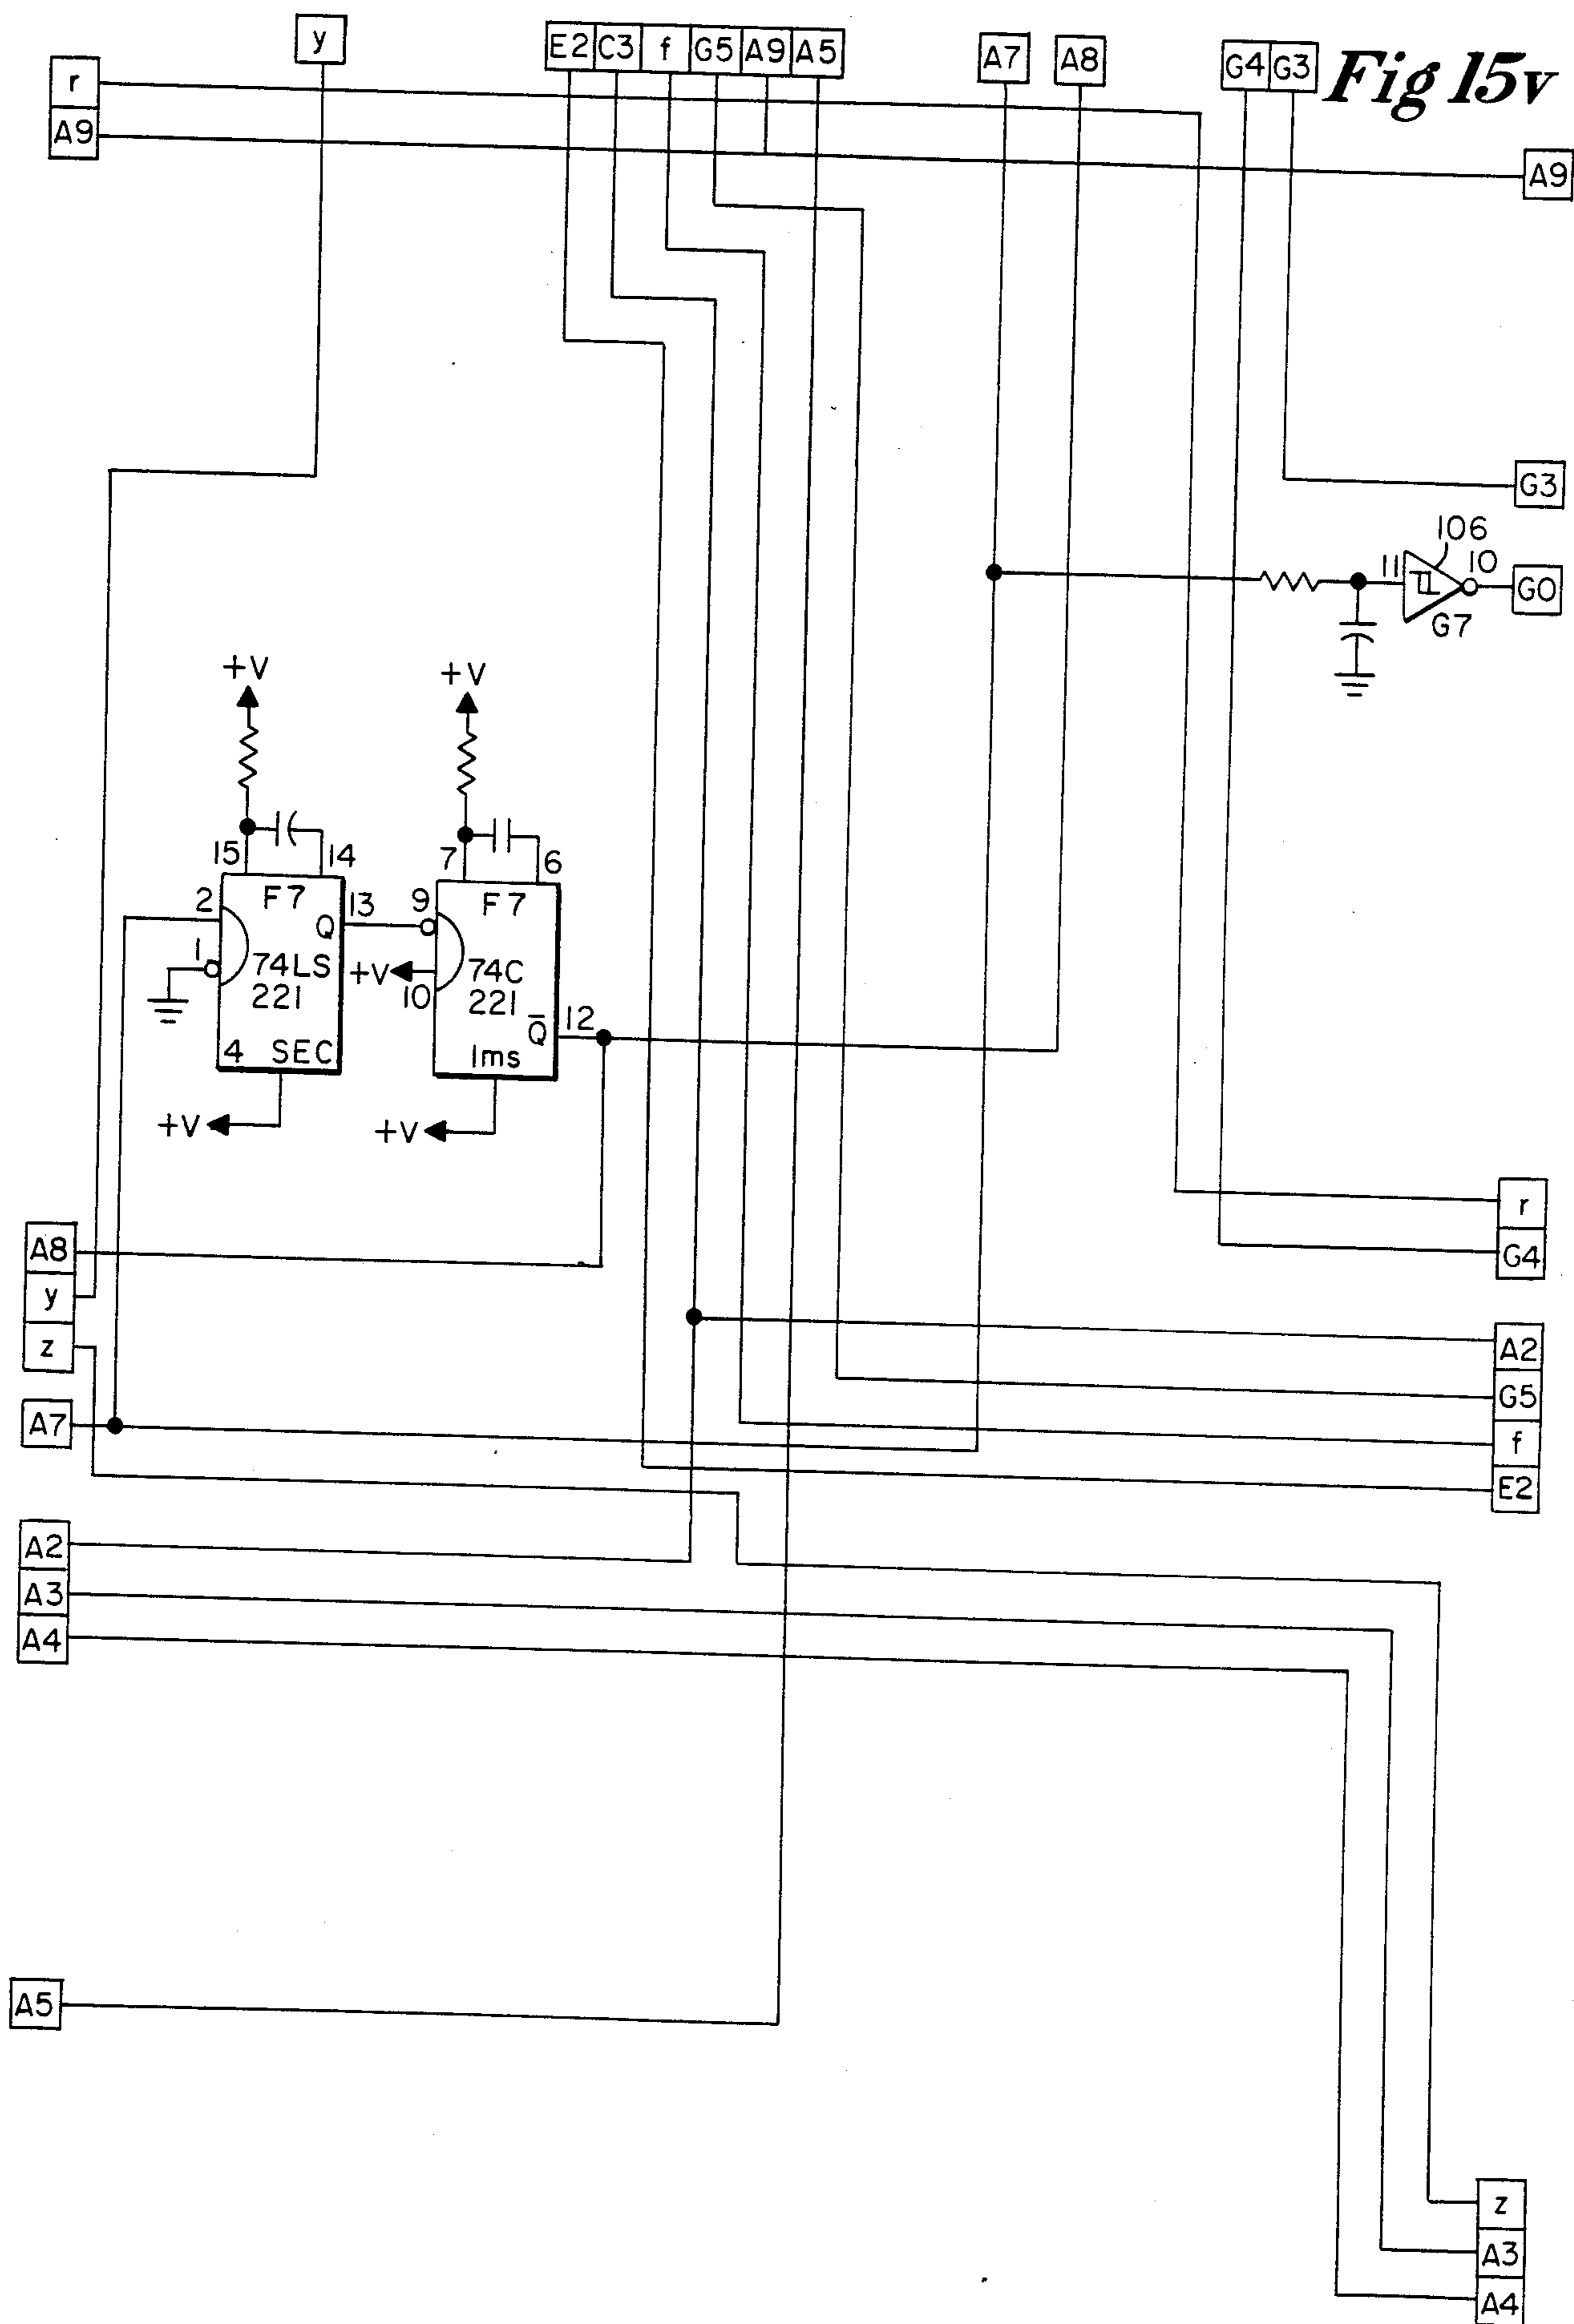 Fig 15v
y
E2 C3 f G5 A9 A5
A7 A8
G4 G3
r
A9
A9
G3
106
11 10
G0
G7
+V +V
15 14
7 6
2 F7 13
Q
1
74LS
221
4 SEC
9 F7
+V
10
74C
221
Q̅ 12
1ms
+V +V
A8
y
z
A7
r
G4
A2
G5
f
E2
A2
A3
A4
A5
z
A3
A4